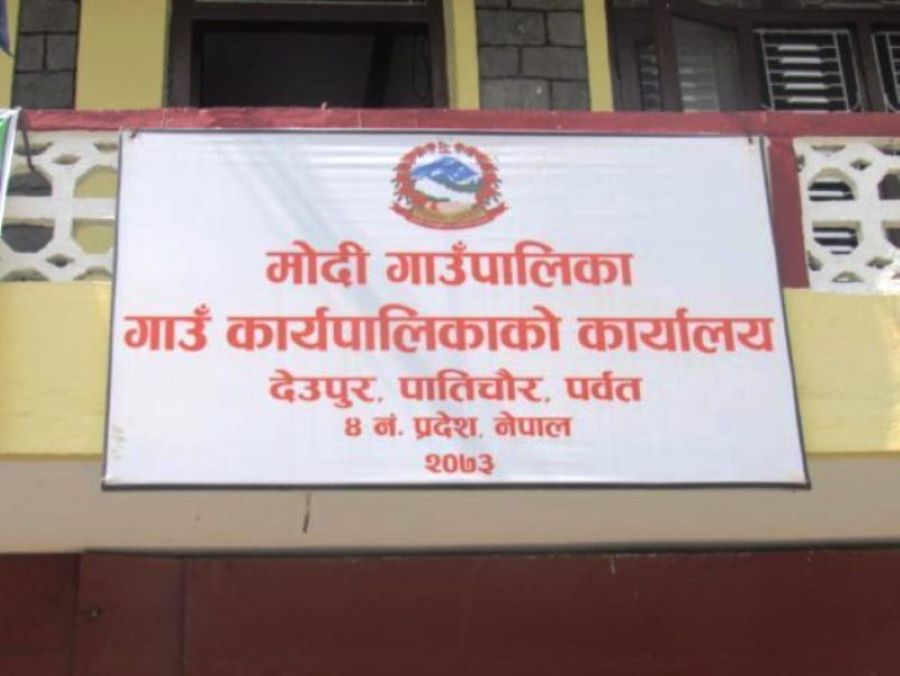 मोदी गाउँपालिका
गाउँ कार्यपालिकाको कार्यालय
देउपुर, पातिचौर, पर्वत
४ नं. प्रदेश, नेपाल
२०७३